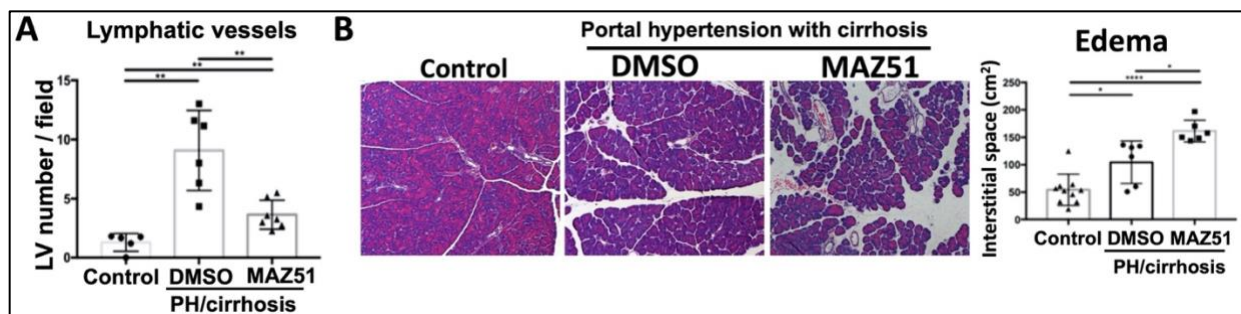 A
Lymphatic vessels
**
**
**
LV number / field
15
10
5
0
Control
DMSO
MAZ51
PH/cirrhosis
B
Portal hypertension with cirrhosis
Control
DMSO
MAZ51
Edema
*
****
*
Interstitial space (cm²)
250
200
150
100
50
0
Control
DMSO
MAZ51
PH/cirrhosis